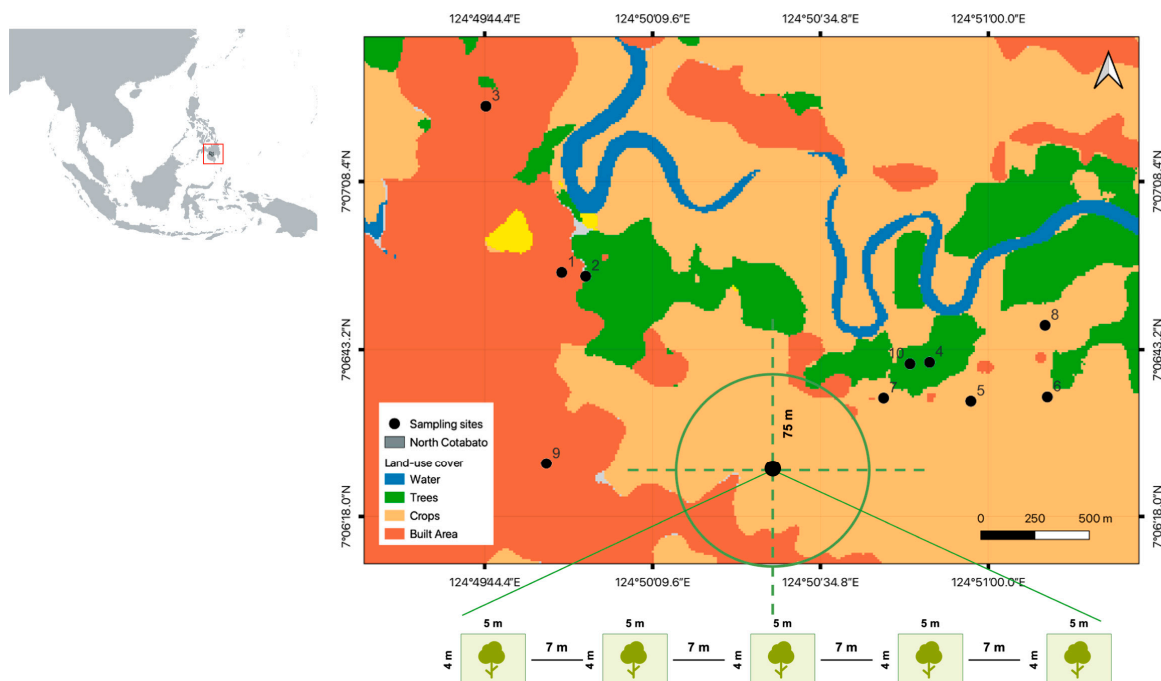 124°49′44.4″E 124°50′09.6″E 124°50′34.8″E 124°51′00.0″E
3
7°07′08.4″N 7°07′08.4″N
1 2
8
7°06′43.2″N 7°06′43.2″N
10 4
7 5 6
75 m
Sampling sites
North Cotabato
Land-use cover
Water
Trees
Crops
Built Area
9
0 250 500 m
7°06′18.0″N 7°06′18.0″N
124°49′44.4″E 124°50′09.6″E 124°50′34.8″E 124°51′00.0″E
5 m 5 m 5 m 5 m 5 m
4 m 7 m 4 m 7 m 4 m 7 m 4 m 7 m 4 m